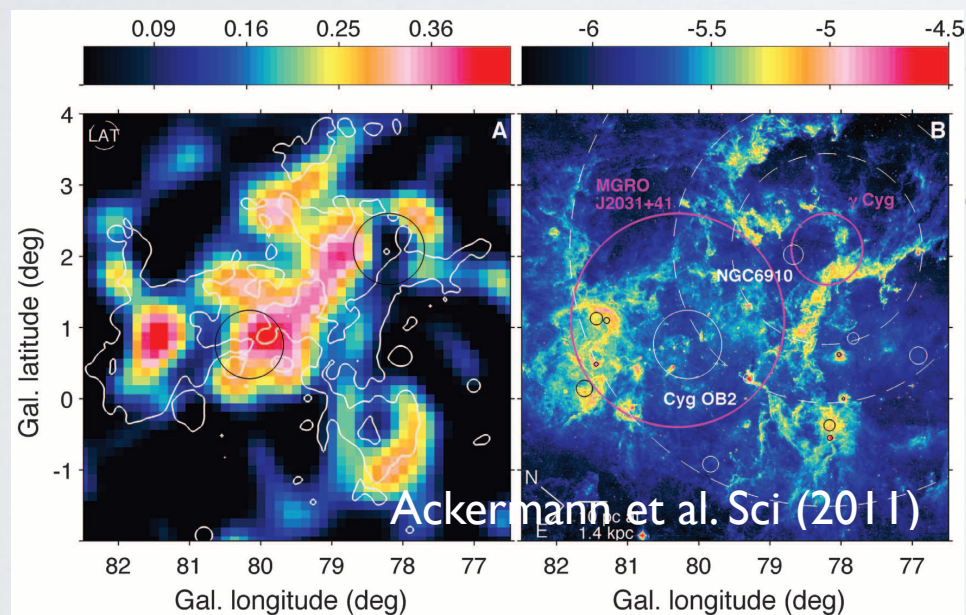 0.09 0.16 0.25 0.36
-6 -5.5 -5 -4.5
Gal. latitude (deg)
4
3
2
1
0
-1
LAT
A
82 81 80 79 78 77
Gal. longitude (deg)
B
MGRO
J2031+41
γ Cyg
NGC6910
Cyg OB2
N
E
1.4 kpc
82 81 80 79 78 77
Gal. longitude (deg)
Ackermann et al. Sci (2011)